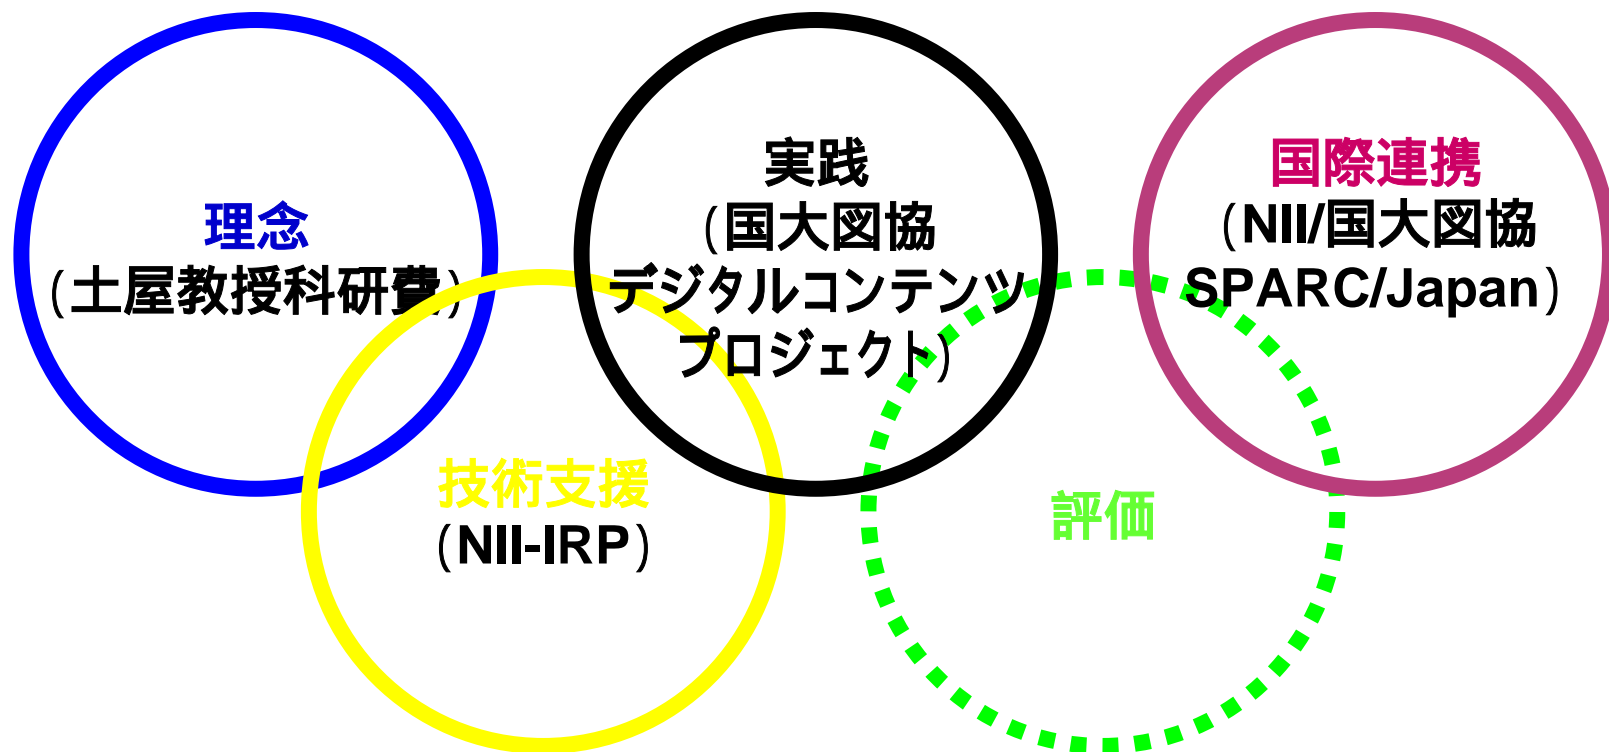 理念
(土屋教授科研費)
実践
(国大図協
デジタルコンテンツ
プロジェクト)
国際連携
(NII/国大図協
SPARC/Japan)
技術支援
(NII-IRP)
評価